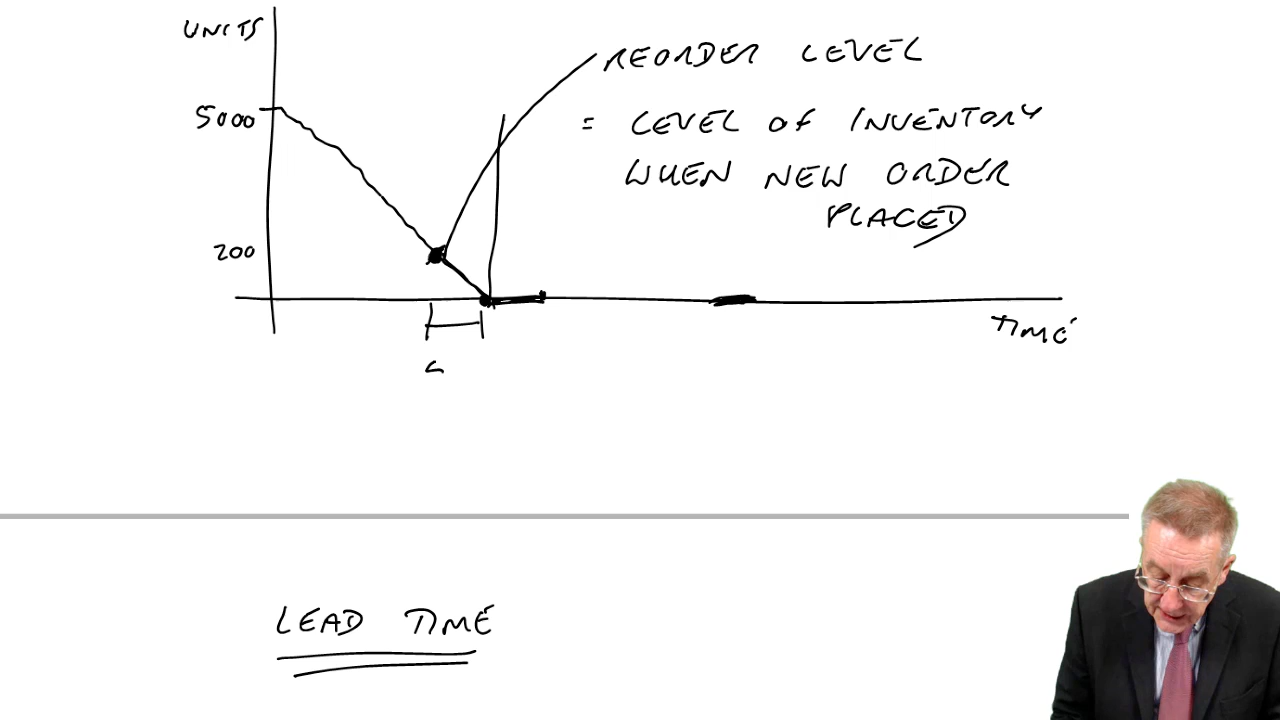 UNITS
5000
200
REORDER LEVEL
= LEVEL OF INVENTORY
WHEN NEW ORDER
PLACED
TIME
LEAD TIME